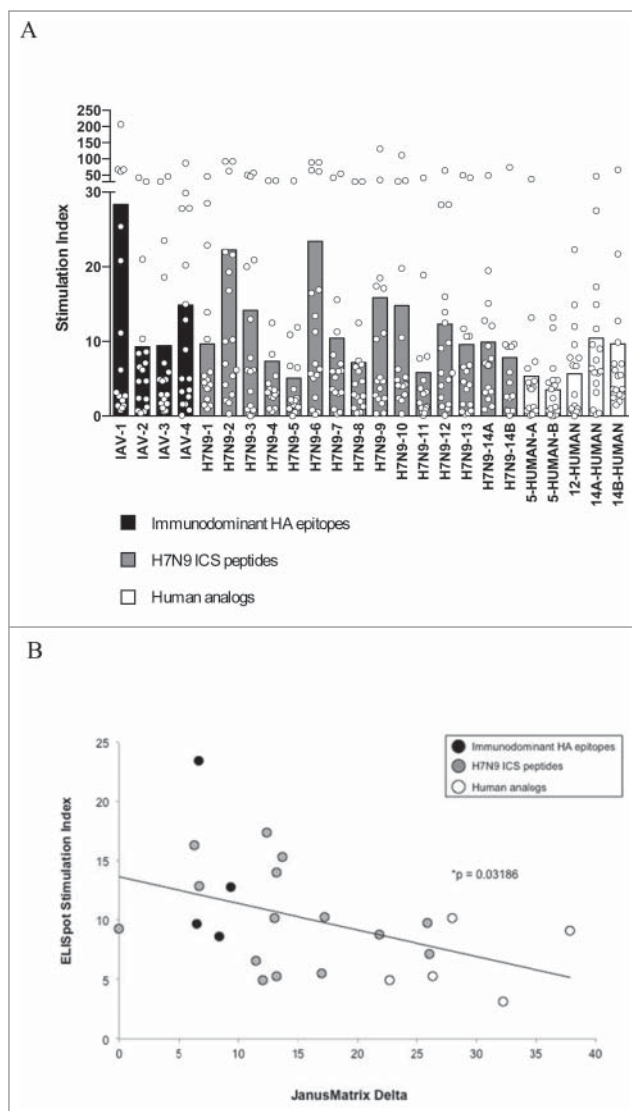 A
Stimulation Index
250
200
150
100
50
30
20
10
0
IAV-1
IAV-2
IAV-3
IAV-4
H7N9-1
H7N9-2
H7N9-3
H7N9-4
H7N9-5
H7N9-6
H7N9-7
H7N9-8
H7N9-9
H7N9-10
H7N9-11
H7N9-12
H7N9-13
H7N9-14A
H7N9-14B
5-HUMAN-A
5-HUMAN-B
12-HUMAN
14A-HUMAN
14B-HUMAN
Immunodominant HA epitopes
H7N9 ICS peptides
Human analogs
B
ELISpot Stimulation Index
25
20
15
10
5
0
Immunodominant HA epitopes
H7N9 ICS peptides
Human analogs
*p = 0.03186
0 5 10 15 20 25 30 35 40
JanusMatrix Delta